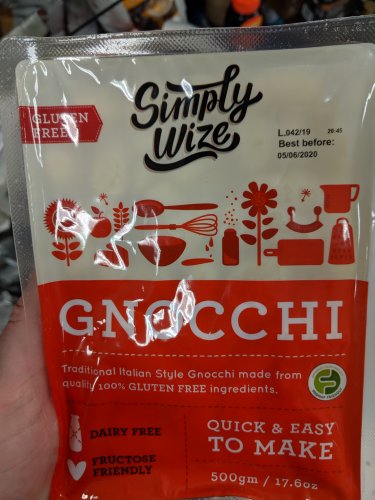 GLUTEN
FREE
Simply
Wize
L.042/19 20:45
Best before:
05/06/2020
GNOCCHI
Traditional Italian Style Gnocchi made from
quality 100% GLUTEN FREE ingredients.
DAIRY FREE
FRUCTOSE
FRIENDLY
QUICK & EASY
TO MAKE
500gm / 17.6oz